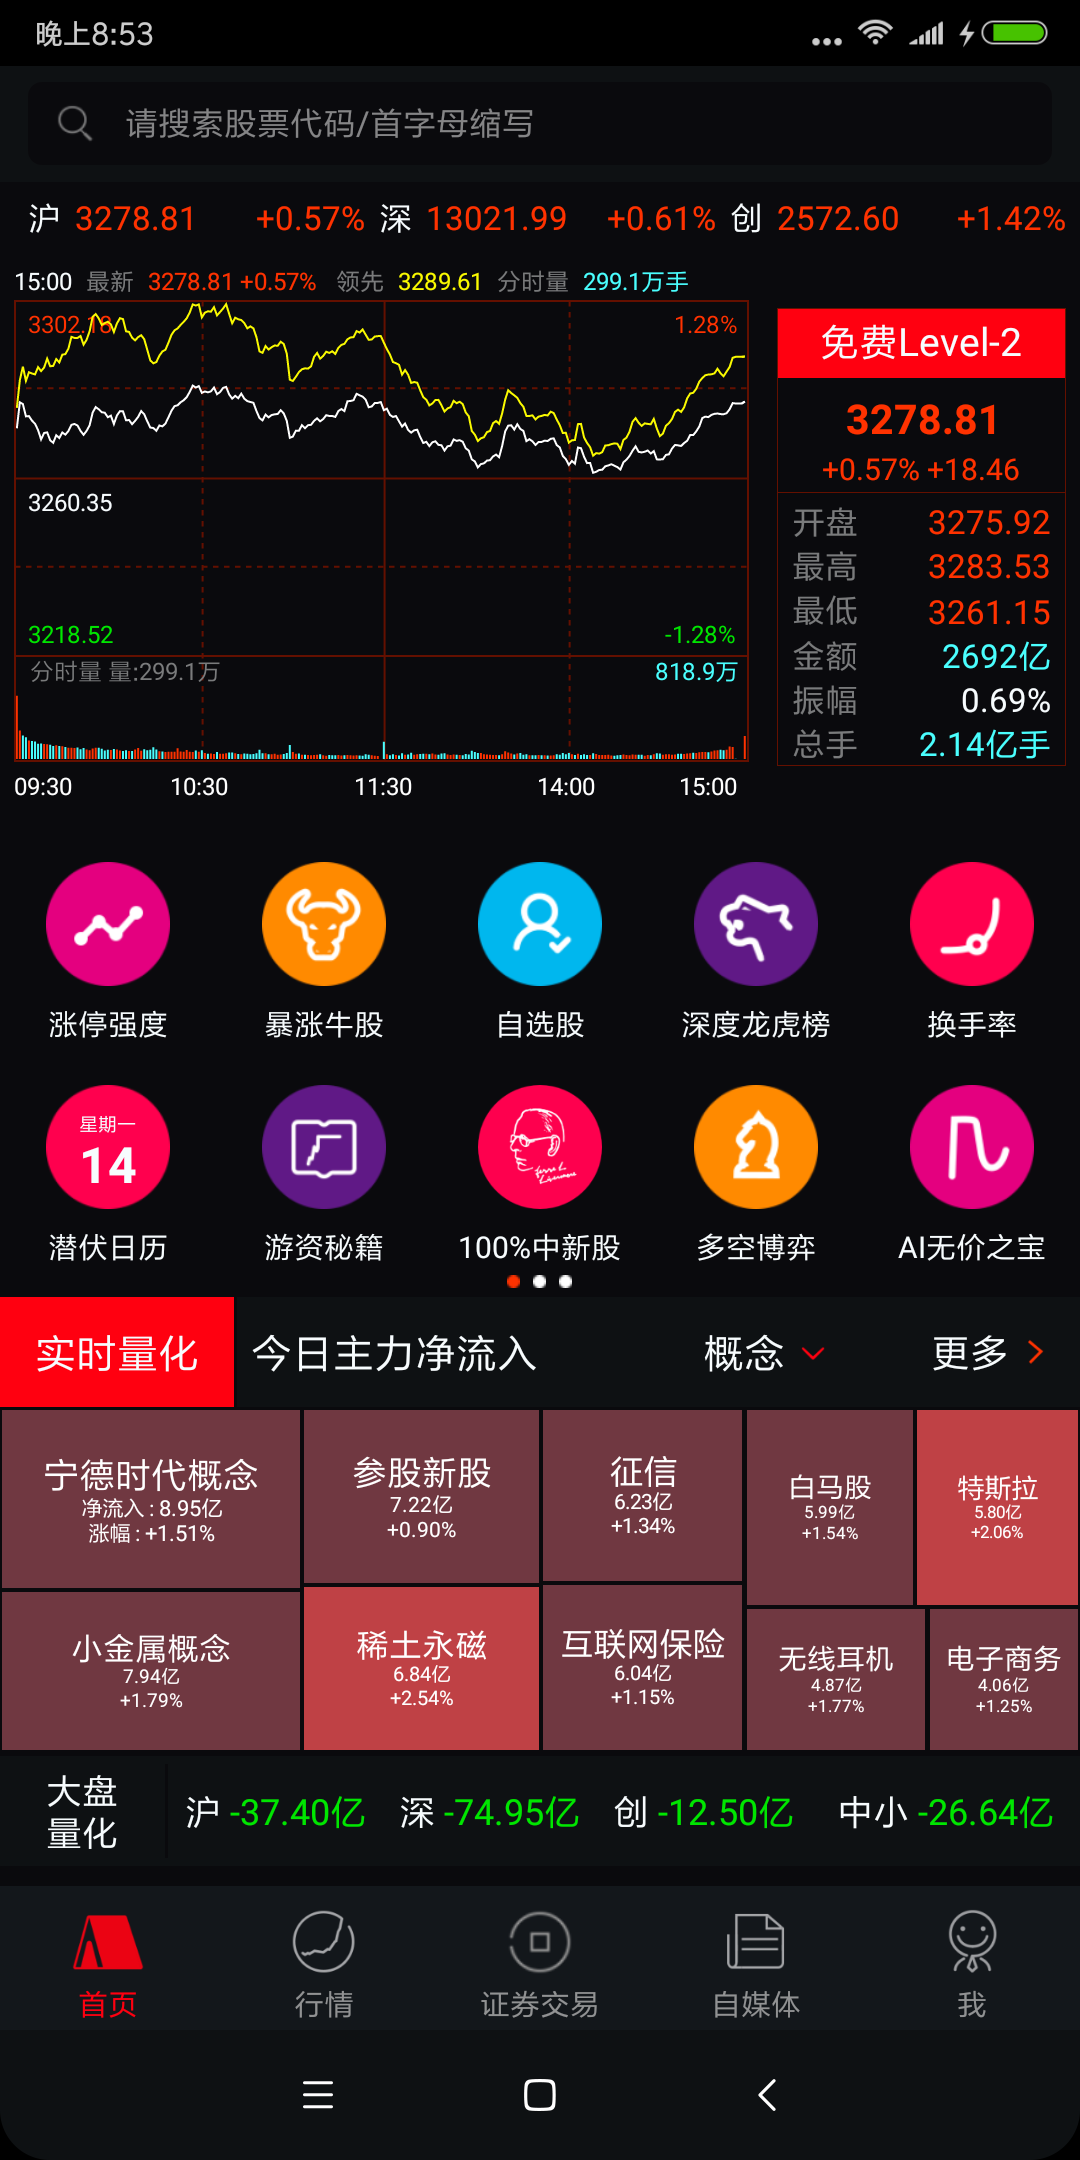 晚上8:53
请搜索股票代码/首字母缩写
沪 3278.81 +0.57% 深 13021.99 +0.61% 创 2572.60 +1.42%
15:00 最新 3278.81 +0.57% 领先 3289.61 分时量 299.1万手
3302.18 1.28%
3260.35
3218.52 -1.28%
分时量 量:299.1万 818.9万
09:30 10:30 11:30 14:00 15:00
免费Level-2
3278.81
+0.57% +18.46
开盘 3275.92
最高 3283.53
最低 3261.15
金额 2692亿
振幅 0.69%
总手 2.14亿手
涨停强度 暴涨牛股 自选股 深度龙虎榜 换手率
星期一
14
潜伏日历 游资秘籍 100%中新股 多空博弈 AI无价之宝
实时量化 今日主力净流入 概念 更多
宁德时代概念
净流入 : 8.95亿
涨幅 : +1.51%
参股新股
7.22亿
+0.90%
征信
6.23亿
+1.34%
白马股
5.99亿
+1.54%
特斯拉
5.80亿
+2.06%
小金属概念
7.94亿
+1.79%
稀土永磁
6.84亿
+2.54%
互联网保险
6.04亿
+1.15%
无线耳机
4.87亿
+1.77%
电子商务
4.06亿
+1.25%
大盘
量化
沪 -37.40亿 深 -74.95亿 创 -12.50亿 中小 -26.64亿
首页 行情 证券交易 自媒体 我